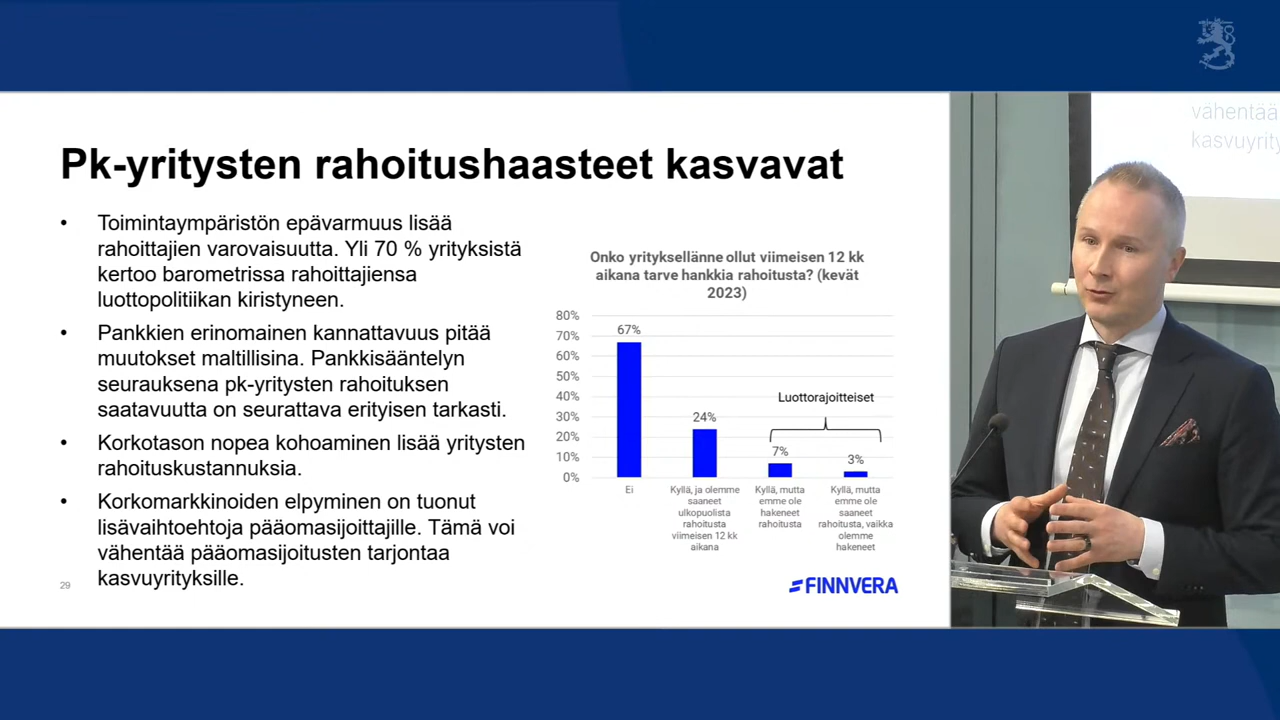 Pk-yritysten rahoitushaasteet kasvavat
• Toimintaympäristön epävarmuus lisää
rahoittajien varovaisuutta. Yli 70 % yrityksistä
kertoo barometrissa rahoittajiensa
luottopolitiikan kiristyneen.
• Pankkien erinomainen kannattavuus pitää
muutokset maltillisina. Pankkisääntelyn
seurauksena pk-yritysten rahoituksen
saatavuutta on seurattava erityisen tarkasti.
• Korkotason nopea kohoaminen lisää yritysten
rahoituskustannuksia.
• Korkomarkkinoiden elpyminen on tuonut
lisävaihtoehtoja pääomasijoittajille. Tämä voi
vähentää pääomasijoitusten tarjontaa
kasvuyrityksille.
29
Onko yrityksellänne ollut viimeisen 12 kk
aikana tarve hankkia rahoitusta? (kevät
2023)
80%
70%
60%
50%
40%
30%
20%
10%
0%
67%
24%
7%
3%
Luottorajoitteiset
Ei
Kyllä, ja olemme
saaneet
ulkopuolista
rahoitusta
viimeisen 12 kk
aikana
Kyllä, mutta
emme ole
hakeneet
rahoitusta
Kyllä, mutta
emme ole
saaneet
rahoitusta, vaikka
olemme
hakeneet
FINNVERA
vähentää
kasvuyrity